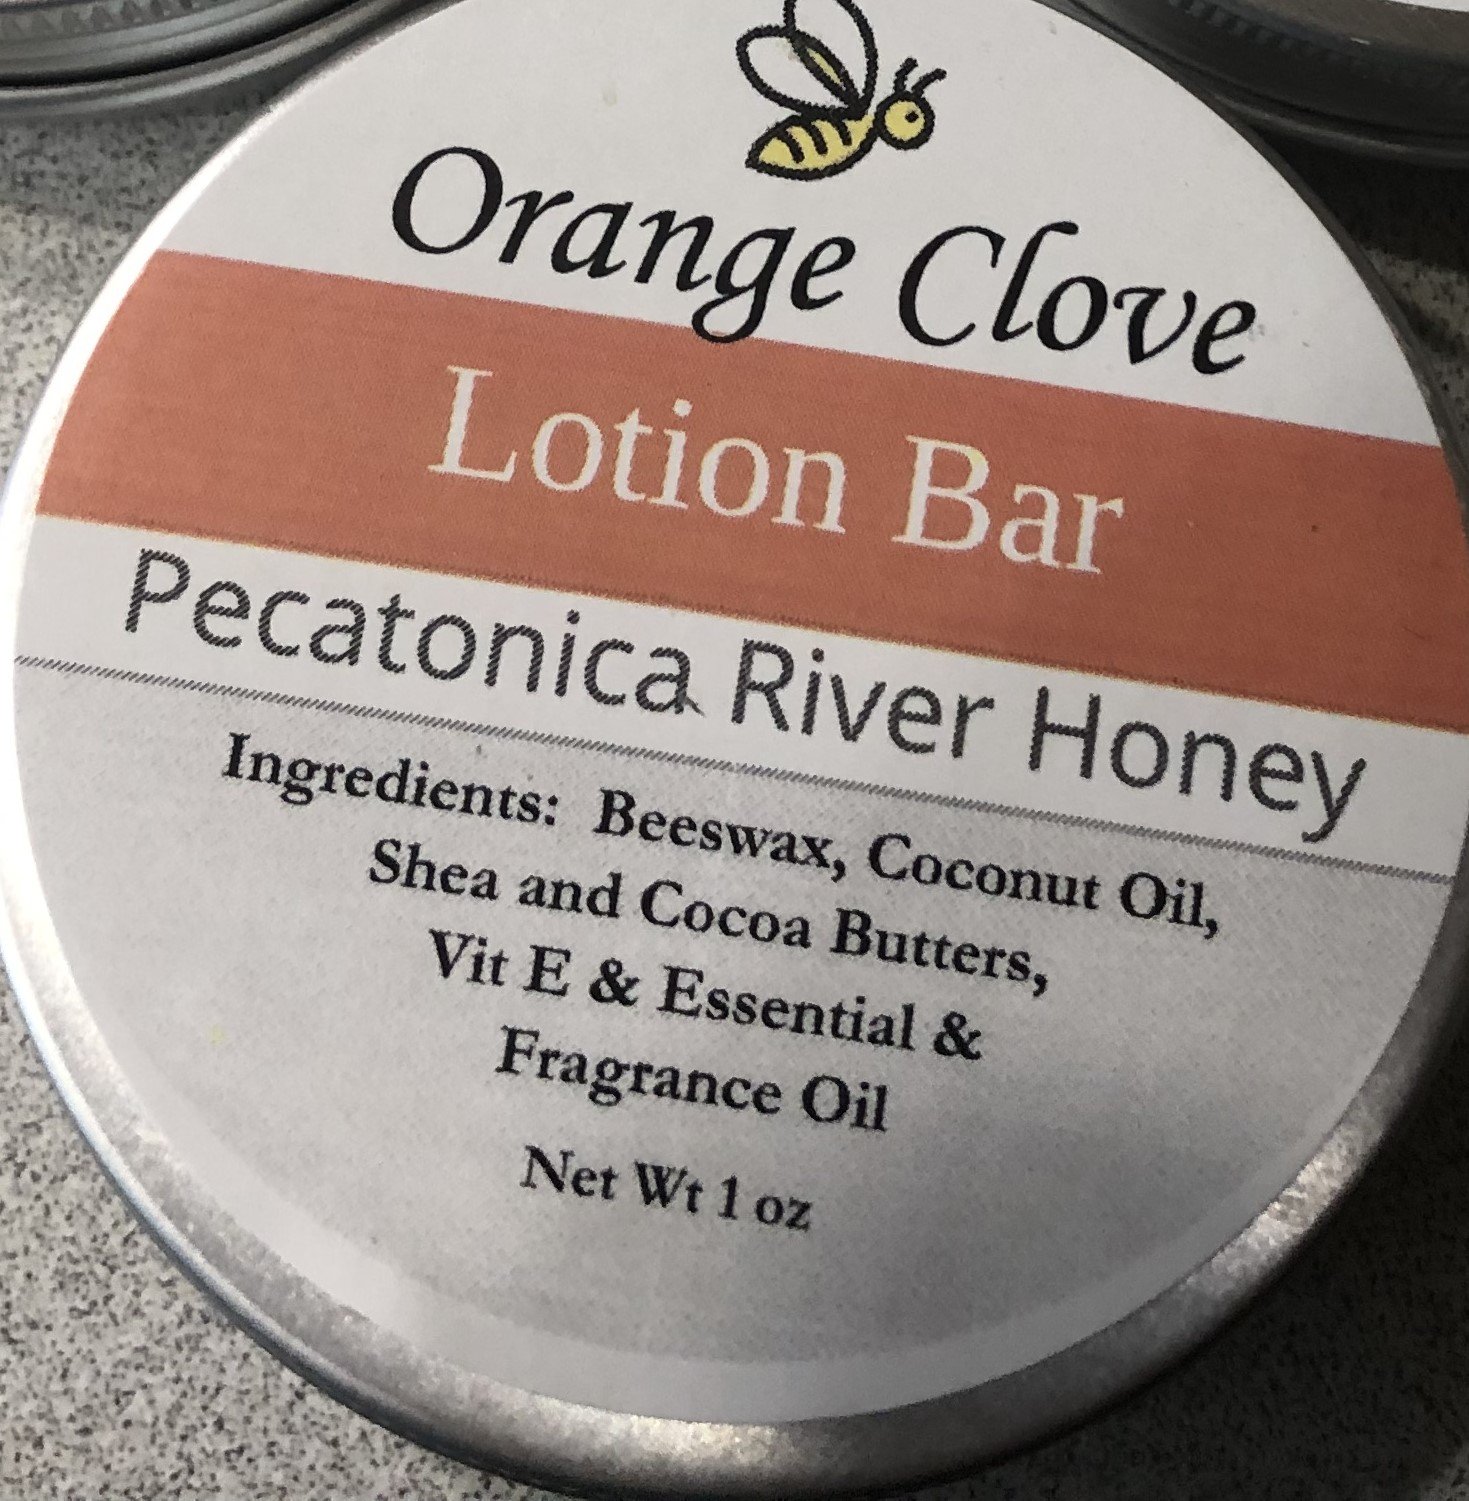 Orange Clove
Lotion Bar
Pecatonica River Honey
Ingredients: Beeswax, Coconut Oil,
Shea and Cocoa Butters,
Vit E & Essential &
Fragrance Oil
Net Wt 1 oz